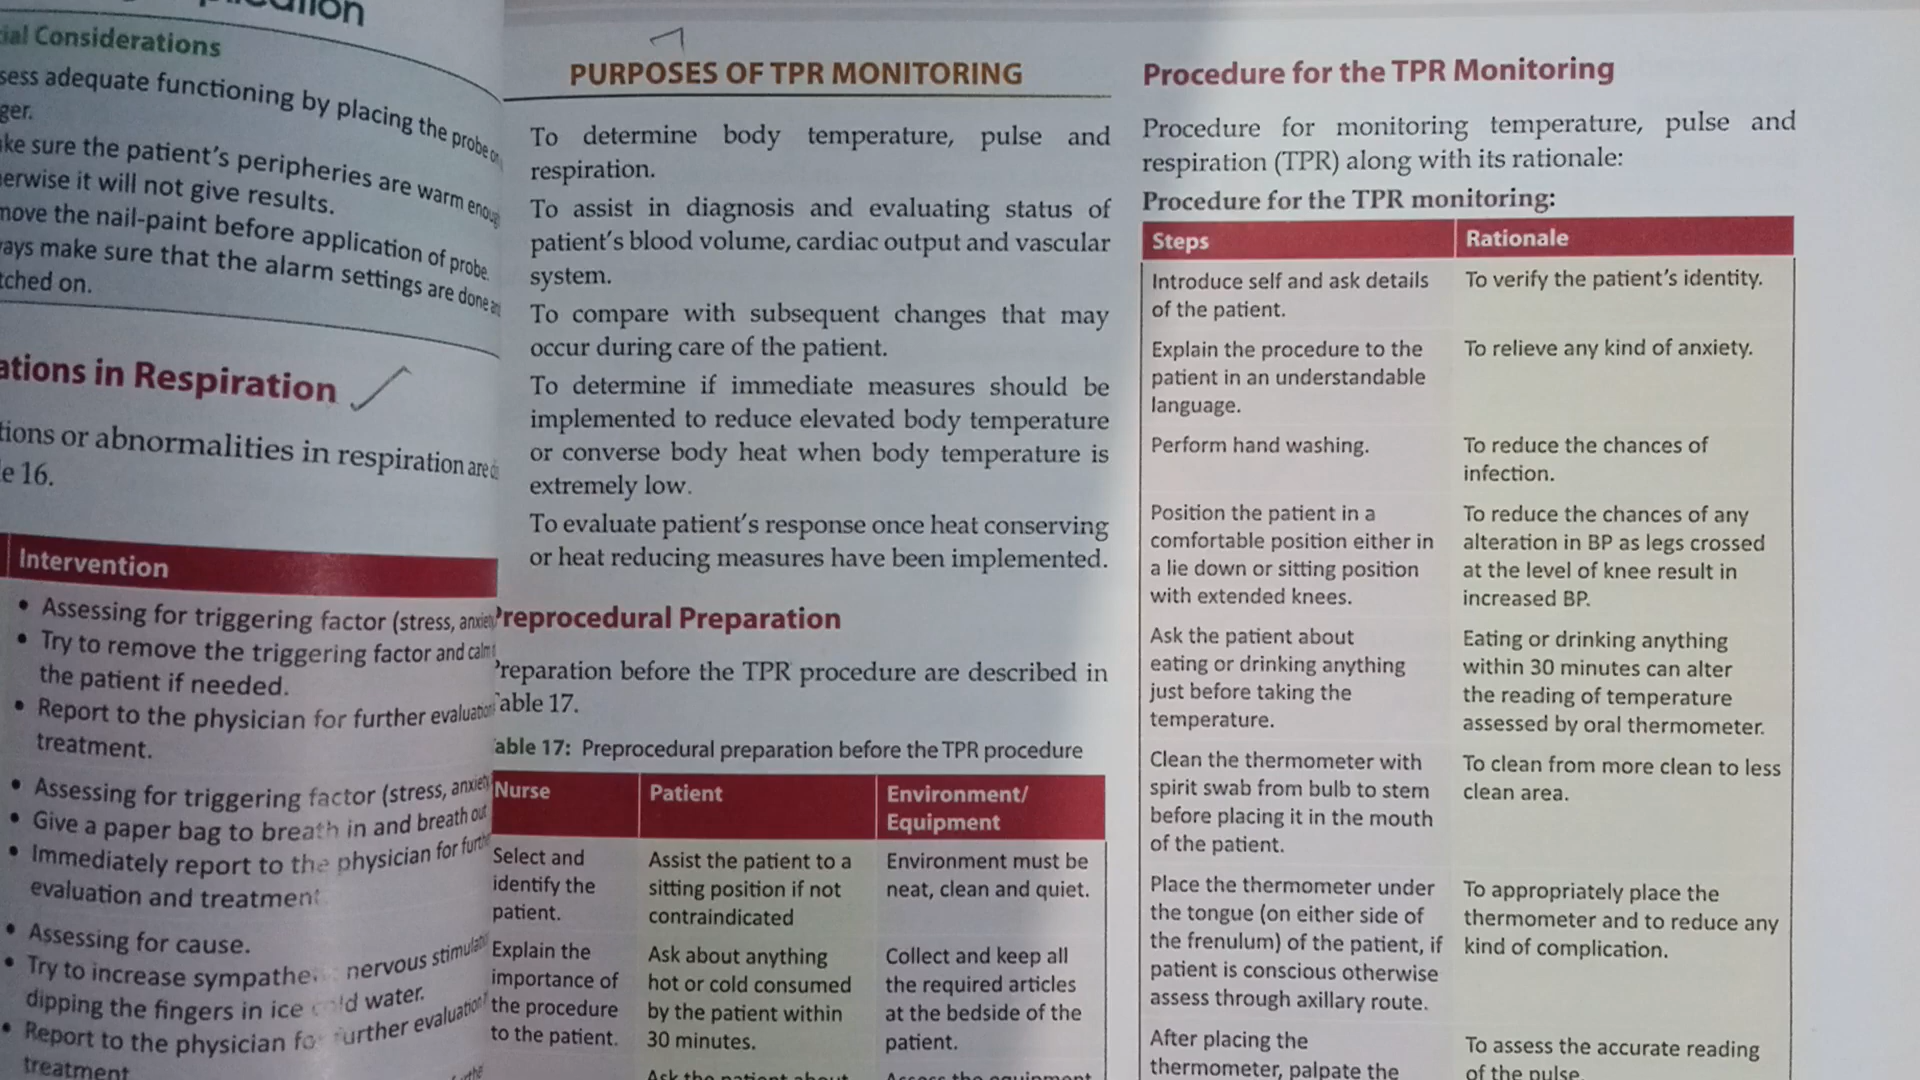 ial Considerations
sess adequate functioning by placing the probe
ger.
ke sure the patient's peripheries are warm
erwise it will not give results.
move the nail-paint before application of probe.
ays make sure that the alarm settings are done
tched on.
ations in Respiration
tions or abnormalities in respiration are
e 16.
Intervention
• Assessing for triggering factor (stress,
• Try to remove the triggering factor and calm
the patient if needed.
• Report to the physician for further
treatment.
• Assessing for triggering factor (stress,
• Give a paper bag to breath in and breath out
• Immediately report to the physician for
evaluation and treatment
• Assessing for cause.
• Try to increase nervous
dipping the fingers in ice cold water.
• Report to the physician for further evaluation
treatment
PURPOSES OF TPR MONITORING
To determine body temperature, pulse and
respiration.
To assist in diagnosis and evaluating status of
patient's blood volume, cardiac output and vascular
system.
To compare with subsequent changes that may
occur during care of the patient.
To determine if immediate measures should be
implemented to reduce elevated body temperature
or converse body heat when body temperature is
extremely low.
To evaluate patient's response once heat conserving
or heat reducing measures have been implemented.
Preprocedural Preparation
Preparation before the TPR procedure are described in
Table 17.
able 17: Preprocedural preparation before the TPR procedure
Nurse
Patient
Environment/
Equipment
Select and
identify the
patient.
Assist the patient to a
sitting position if not
contraindicated
Environment must be
neat, clean and quiet.
Explain the
importance of
the procedure
to the patient.
Ask about anything
hot or cold consumed
by the patient within
30 minutes.
Collect and keep all
the required articles
at the bedside of the
patient.
Ask the patient about
Procedure for the TPR Monitoring
Procedure for monitoring temperature, pulse and
respiration (TPR) along with its rationale:
Procedure for the TPR monitoring:
Steps
Rationale
Introduce self and ask details
of the patient.
To verify the patient's identity.
Explain the procedure to the
patient in an understandable
language.
To relieve any kind of anxiety.
Perform hand washing.
To reduce the chances of
infection.
Position the patient in a
comfortable position either in
a lie down or sitting position
with extended knees.
To reduce the chances of any
alteration in BP as legs crossed
at the level of knee result in
increased BP.
Ask the patient about
eating or drinking anything
just before taking the
temperature.
Eating or drinking anything
within 30 minutes can alter
the reading of temperature
assessed by oral thermometer.
Clean the thermometer with
spirit swab from bulb to stem
before placing it in the mouth
of the patient.
To clean from more clean to less
clean area.
Place the thermometer under
the tongue (on either side of
the frenulum) of the patient, if
patient is conscious otherwise
assess through axillary route.
To appropriately place the
thermometer and to reduce any
kind of complication.
After placing the
thermometer, palpate the
To assess the accurate reading
of the pulse.